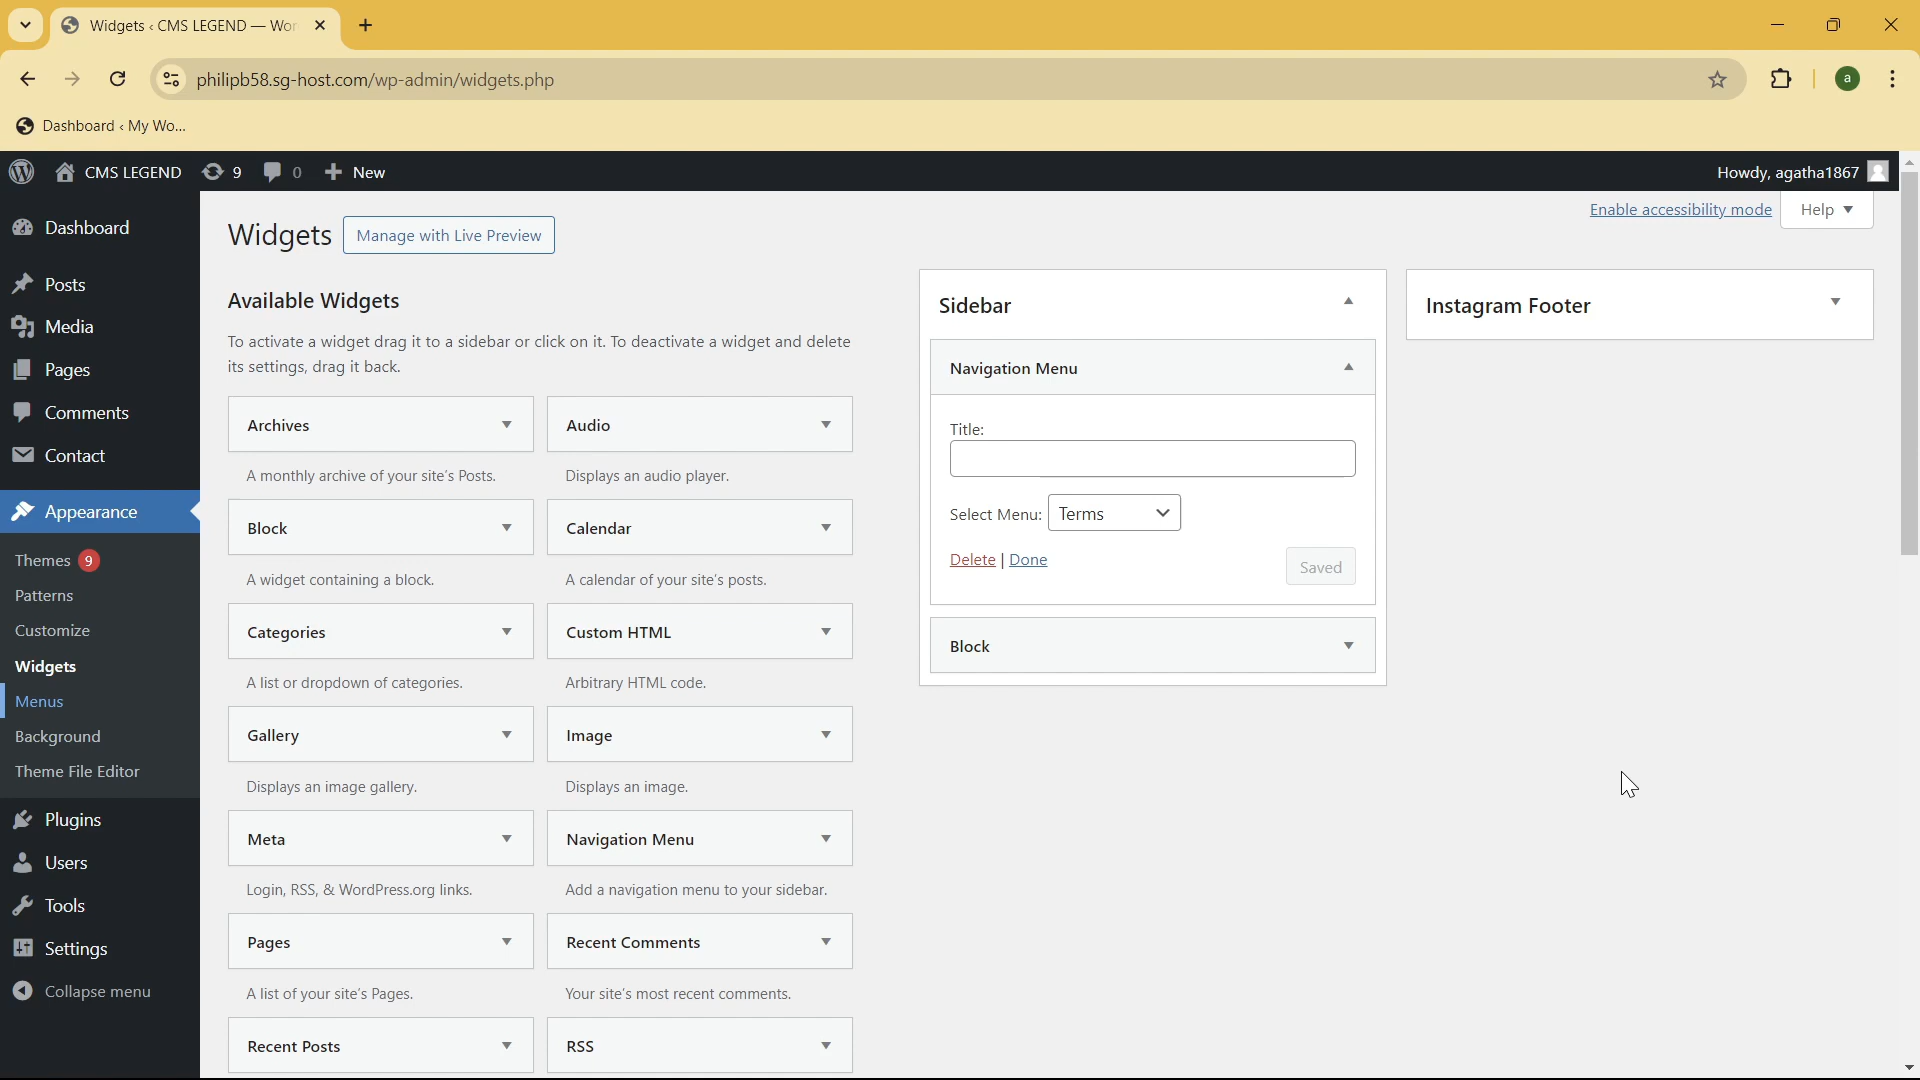 Widgets ‹ CMS LEGEND — Wor
philipb58.sg-host.com/wp-admin/widgets.php
a
Dashboard ‹ My Wo...
CMS LEGEND
9
0
New
Howdy, agatha1867
Dashboard
Posts
Media
Pages
Comments
Contact
Appearance
Themes 9
Patterns
Customize
Widgets
Menus
Background
Theme File Editor
Plugins
Users
Tools
Settings
Collapse menu
Widgets
Manage with Live Preview
Enable accessibility mode
Help
Available Widgets
To activate a widget drag it to a sidebar or click on it. To deactivate a widget and delete
its settings, drag it back.
Archives
A monthly archive of your site's Posts.
Audio
Displays an audio player.
Block
A widget containing a block.
Calendar
A calendar of your site's posts.
Categories
A list or dropdown of categories.
Custom HTML
Arbitrary HTML code.
Gallery
Displays an image gallery.
Image
Displays an image.
Meta
Login, RSS, & WordPress.org links.
Navigation Menu
Add a navigation menu to your sidebar.
Pages
A list of your site's Pages.
Recent Comments
Your site's most recent comments.
Recent Posts
RSS
Sidebar
Navigation Menu
Title:
Select Menu: Terms
Delete | Done
Saved
Block
Instagram Footer